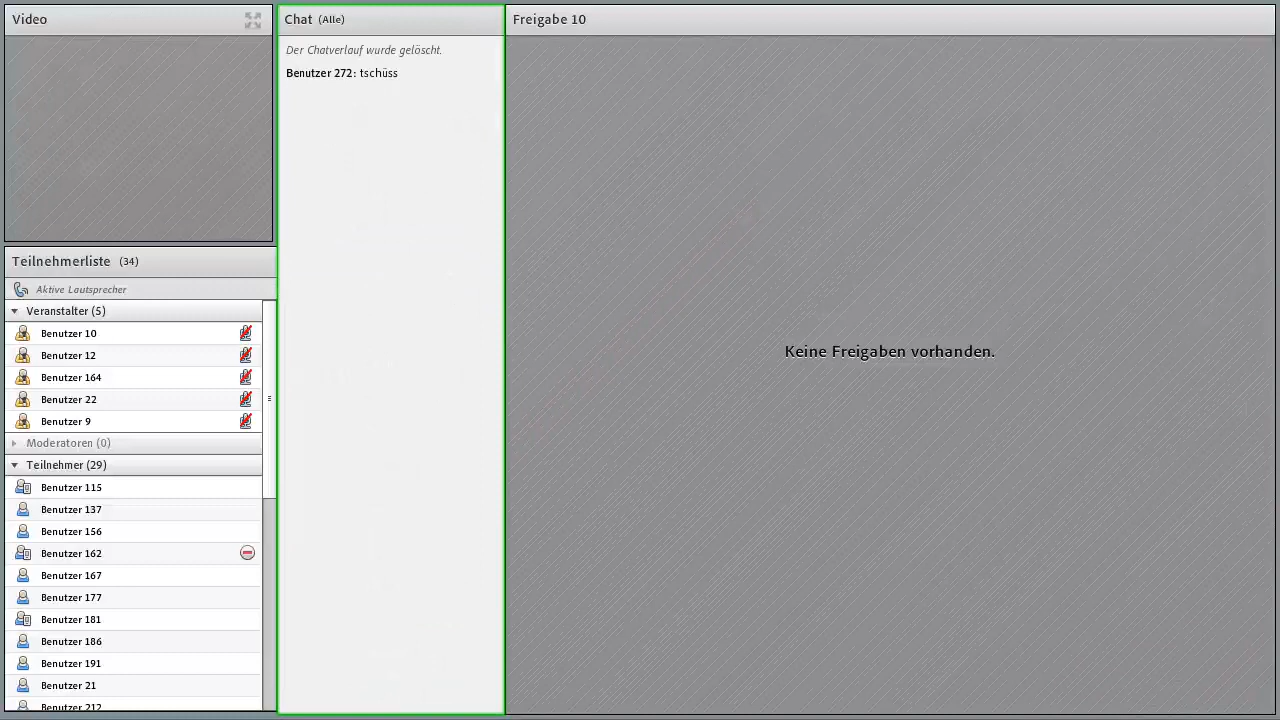 Video
Chat (Alle)
Freigabe 10
Der Chatverlauf wurde gelöscht.
Benutzer 272: tschüss
Keine Freigaben vorhanden.
Teilnehmerliste (34)
Aktive Lautsprecher
Veranstalter (5)
Benutzer 10
Benutzer 12
Benutzer 164
Benutzer 22
Benutzer 9
Moderatoren (0)
Teilnehmer (29)
Benutzer 115
Benutzer 137
Benutzer 156
Benutzer 162
Benutzer 167
Benutzer 177
Benutzer 181
Benutzer 186
Benutzer 191
Benutzer 21
Benutzer 212